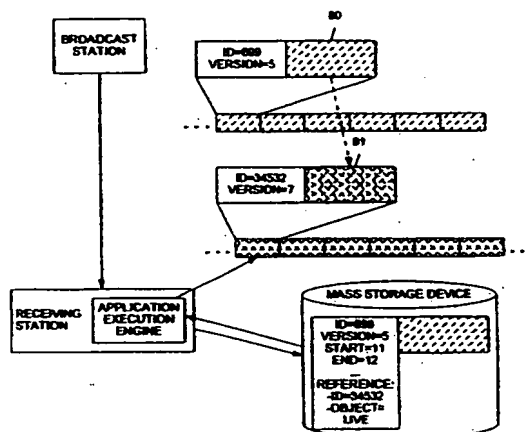 BROADCAST
STATION
80
ID=699
VERSION=5
81
ID=34532
VERSION=7
RECEIVING
STATION
APPLICATION
EXECUTION
ENGINE
MASS STORAGE DEVICE
VERSION=5
START=11
END=12
REFERENCE:
-ID=34532
-OBJECT=
LIVE